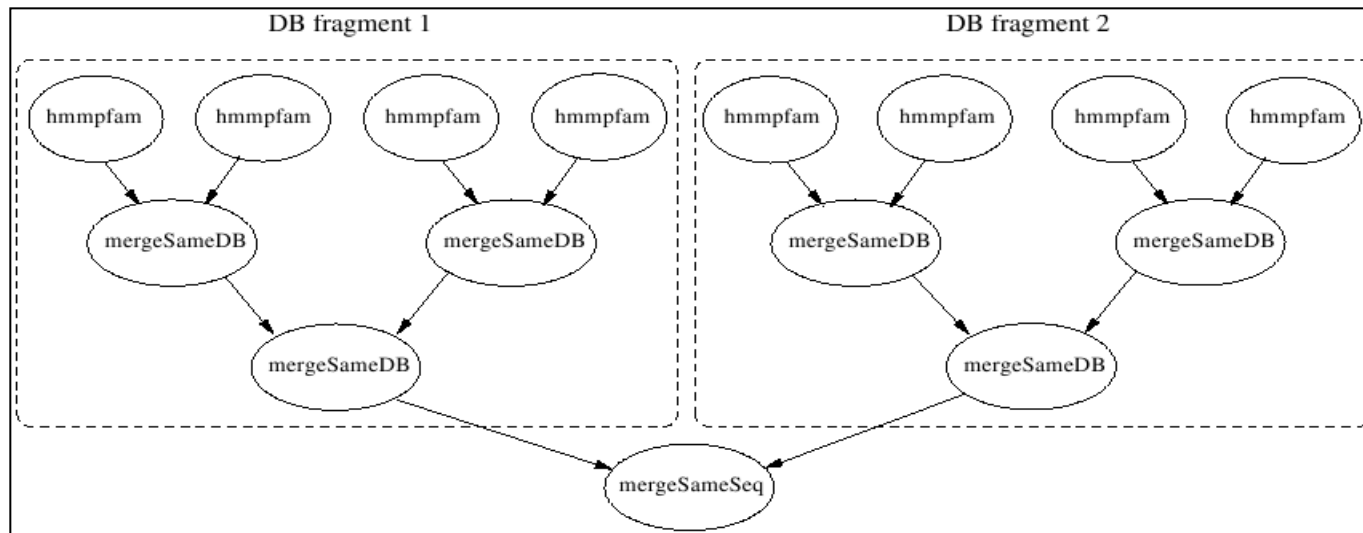 DB fragment 1
DB fragment 2
hmmpfam
hmmpfam
hmmpfam
hmmpfam
hmmpfam
hmmpfam
hmmpfam
hmmpfam
mergeSameDB
mergeSameDB
mergeSameDB
mergeSameDB
mergeSameDB
mergeSameDB
mergeSameSeq